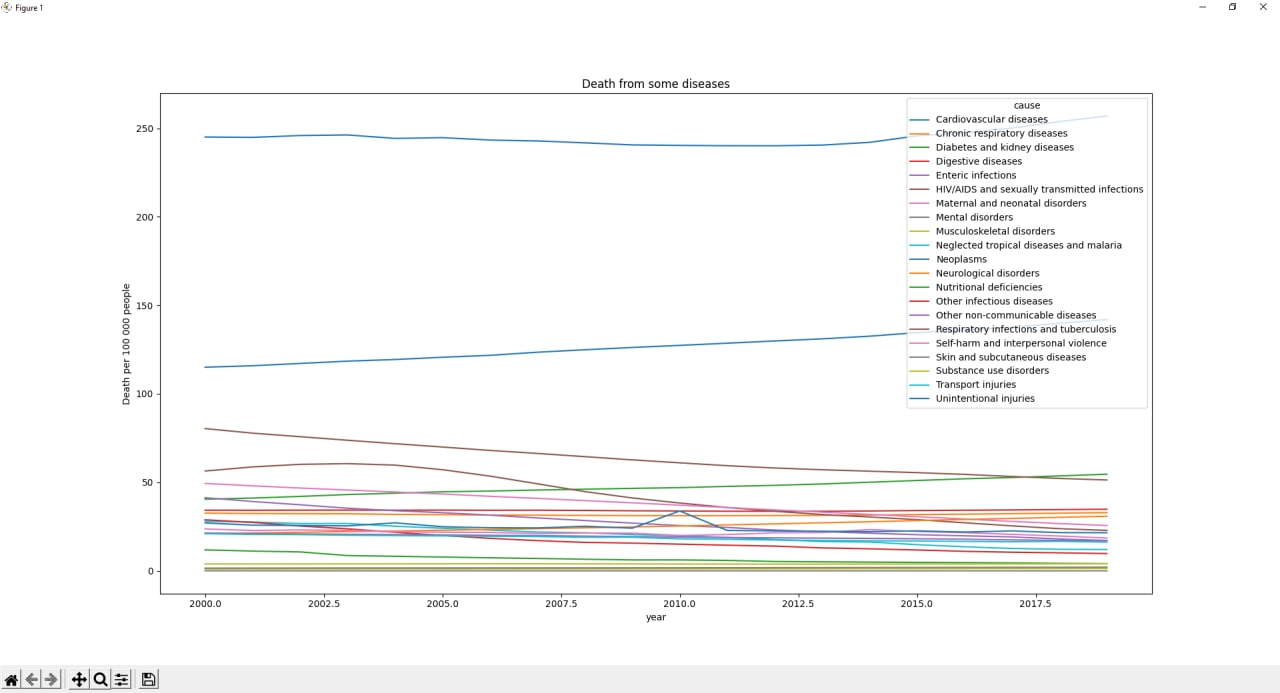 Figure 1
Death from some diseases
cause
Cardiovascular diseases
Chronic respiratory diseases
Diabetes and kidney diseases
Digestive diseases
Enteric infections
HIV/AIDS and sexually transmitted infections
Maternal and neonatal disorders
Mental disorders
Musculoskeletal disorders
Neglected tropical diseases and malaria
Neoplasms
Neurological disorders
Nutritional deficiencies
Other infectious diseases
Other non-communicable diseases
Respiratory infections and tuberculosis
Self-harm and interpersonal violence
Skin and subcutaneous diseases
Substance use disorders
Transport injuries
Unintentional injuries
250
200
150
100
50
0
Death per 100 000 people
2000.0 2002.5 2005.0 2007.5 2010.0 2012.5 2015.0 2017.5
year